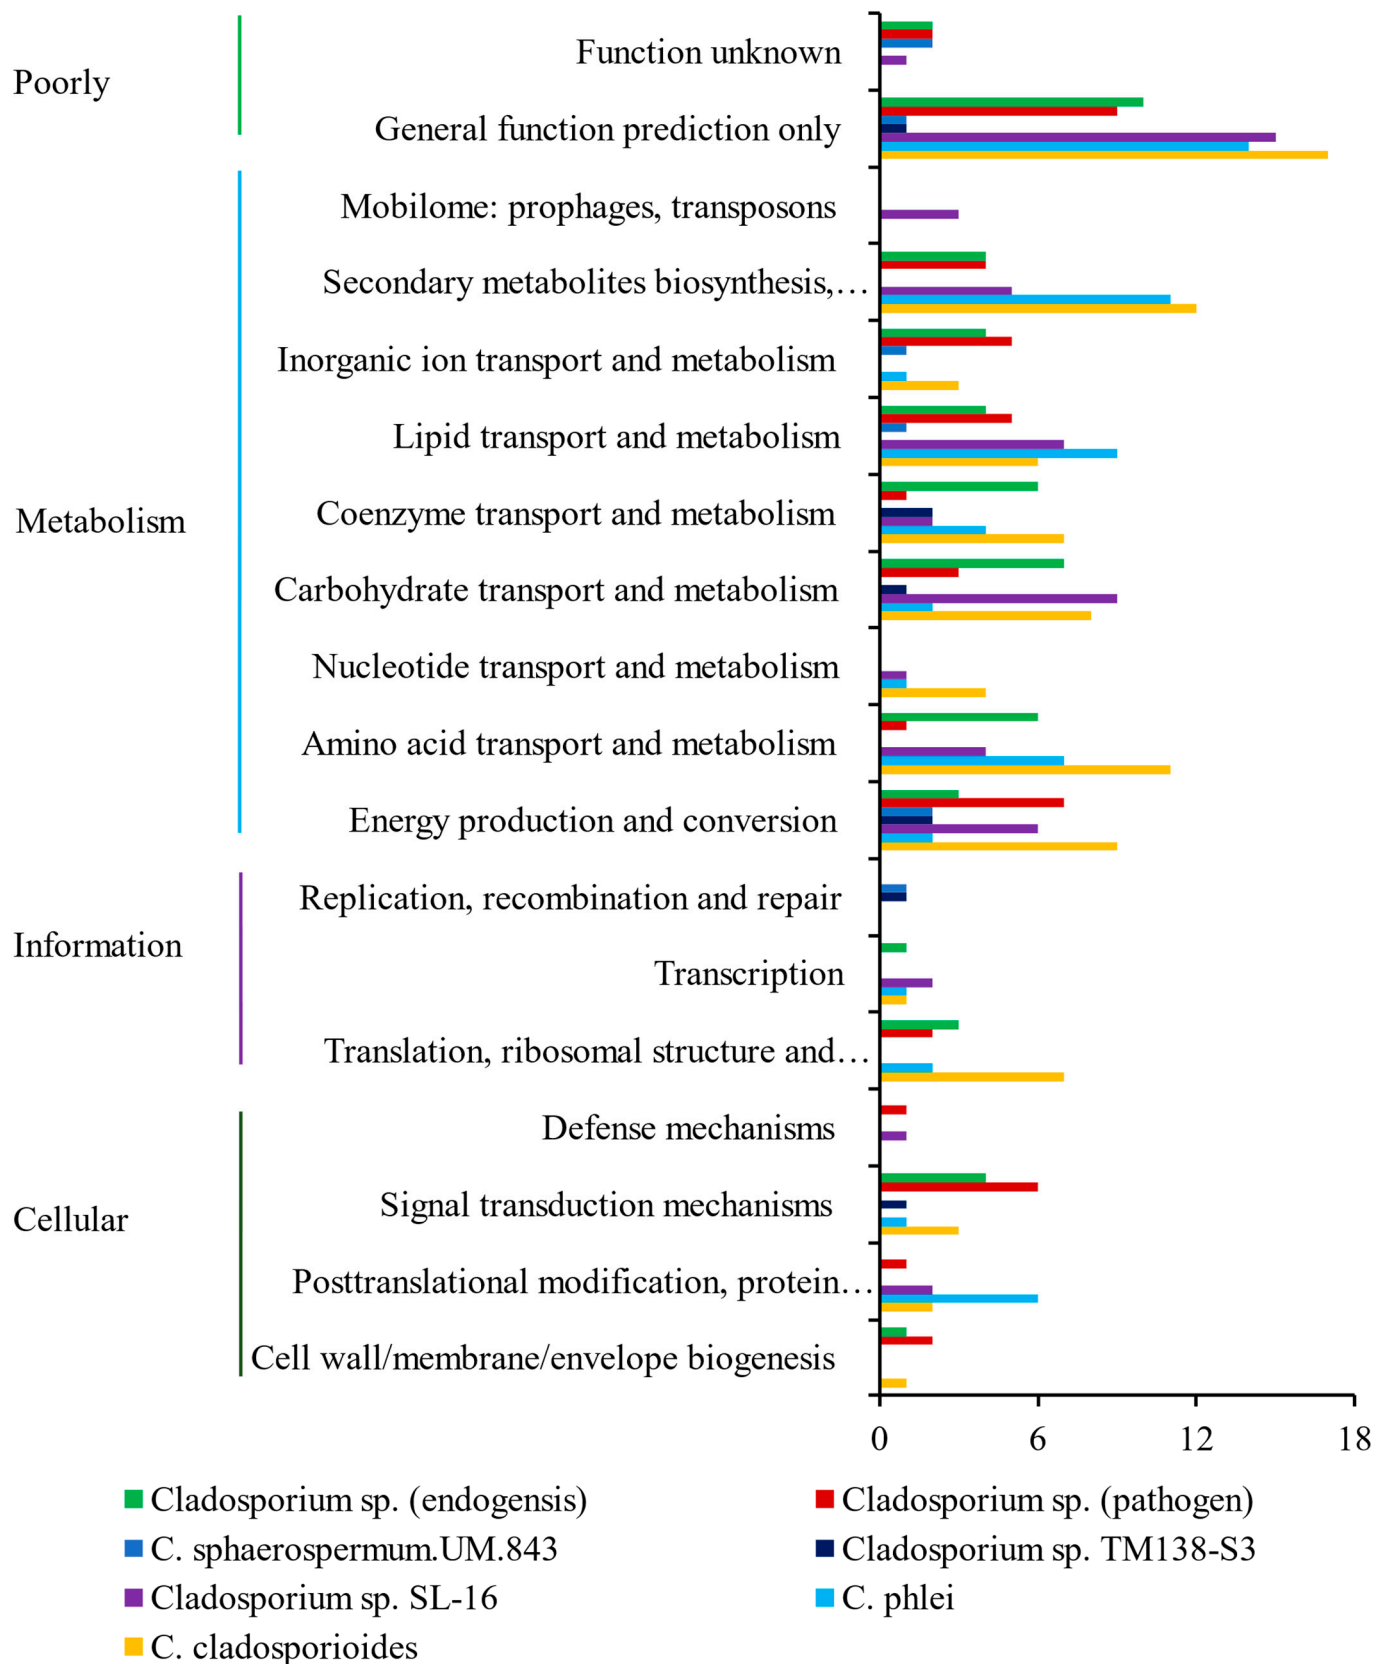 Poorly
Function unknown
General function prediction only
Metabolism
Mobilome: prophages, transposons
Secondary metabolites biosynthesis,…
Inorganic ion transport and metabolism
Lipid transport and metabolism
Coenzyme transport and metabolism
Carbohydrate transport and metabolism
Nucleotide transport and metabolism
Amino acid transport and metabolism
Energy production and conversion
Information
Replication, recombination and repair
Transcription
Translation, ribosomal structure and…
Cellular
Defense mechanisms
Signal transduction mechanisms
Posttranslational modification, protein…
Cell wall/membrane/envelope biogenesis
0 6 12 18
Cladosporium sp. (endogensis)
Cladosporium sp. (pathogen)
C. sphaerospermum.UM.843
Cladosporium sp. TM138-S3
Cladosporium sp. SL-16
C. phlei
C. cladosporioides